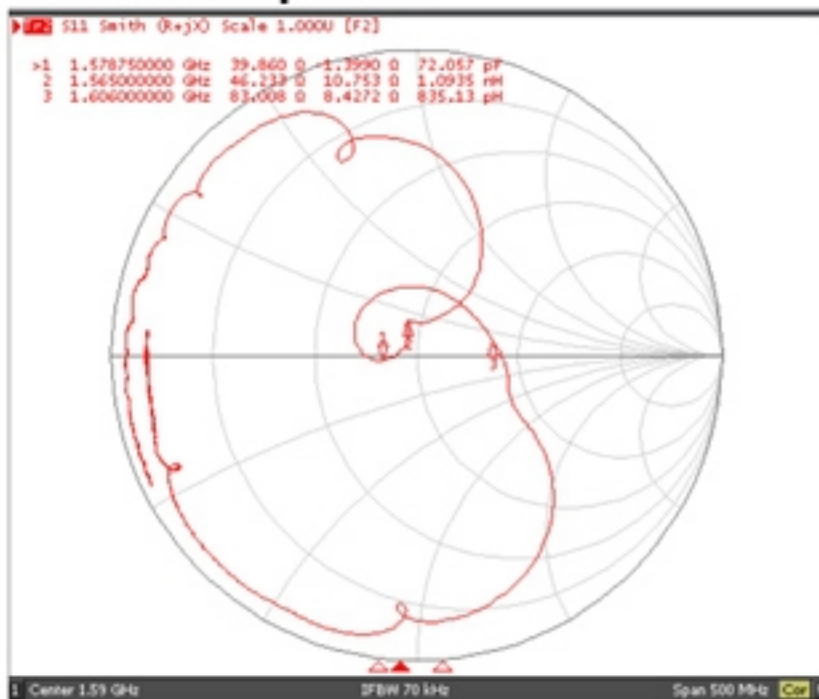 S11 Smith (R+jX) Scale 1.000U [F2]
>1 1.578750000 GHz 39.860 Ω -1.3990 Ω 72.057 pF
2 1.565000000 GHz 46.233 Ω 10.753 Ω 1.0935 nH
3 1.606000000 GHz 83.008 Ω 8.4272 Ω 835.13 pH
1 Center 1.59 GHz IFBW 70 kHz Span 500 MHz Cor